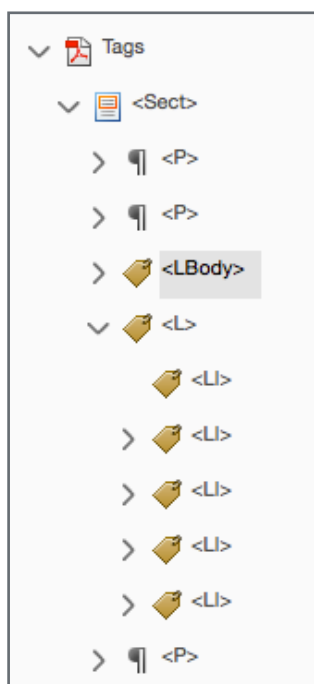 Tags
<Sect>
<P>
<P>
<LBody>
<L>
<LI>
<LI>
<LI>
<LI>
<LI>
<P>